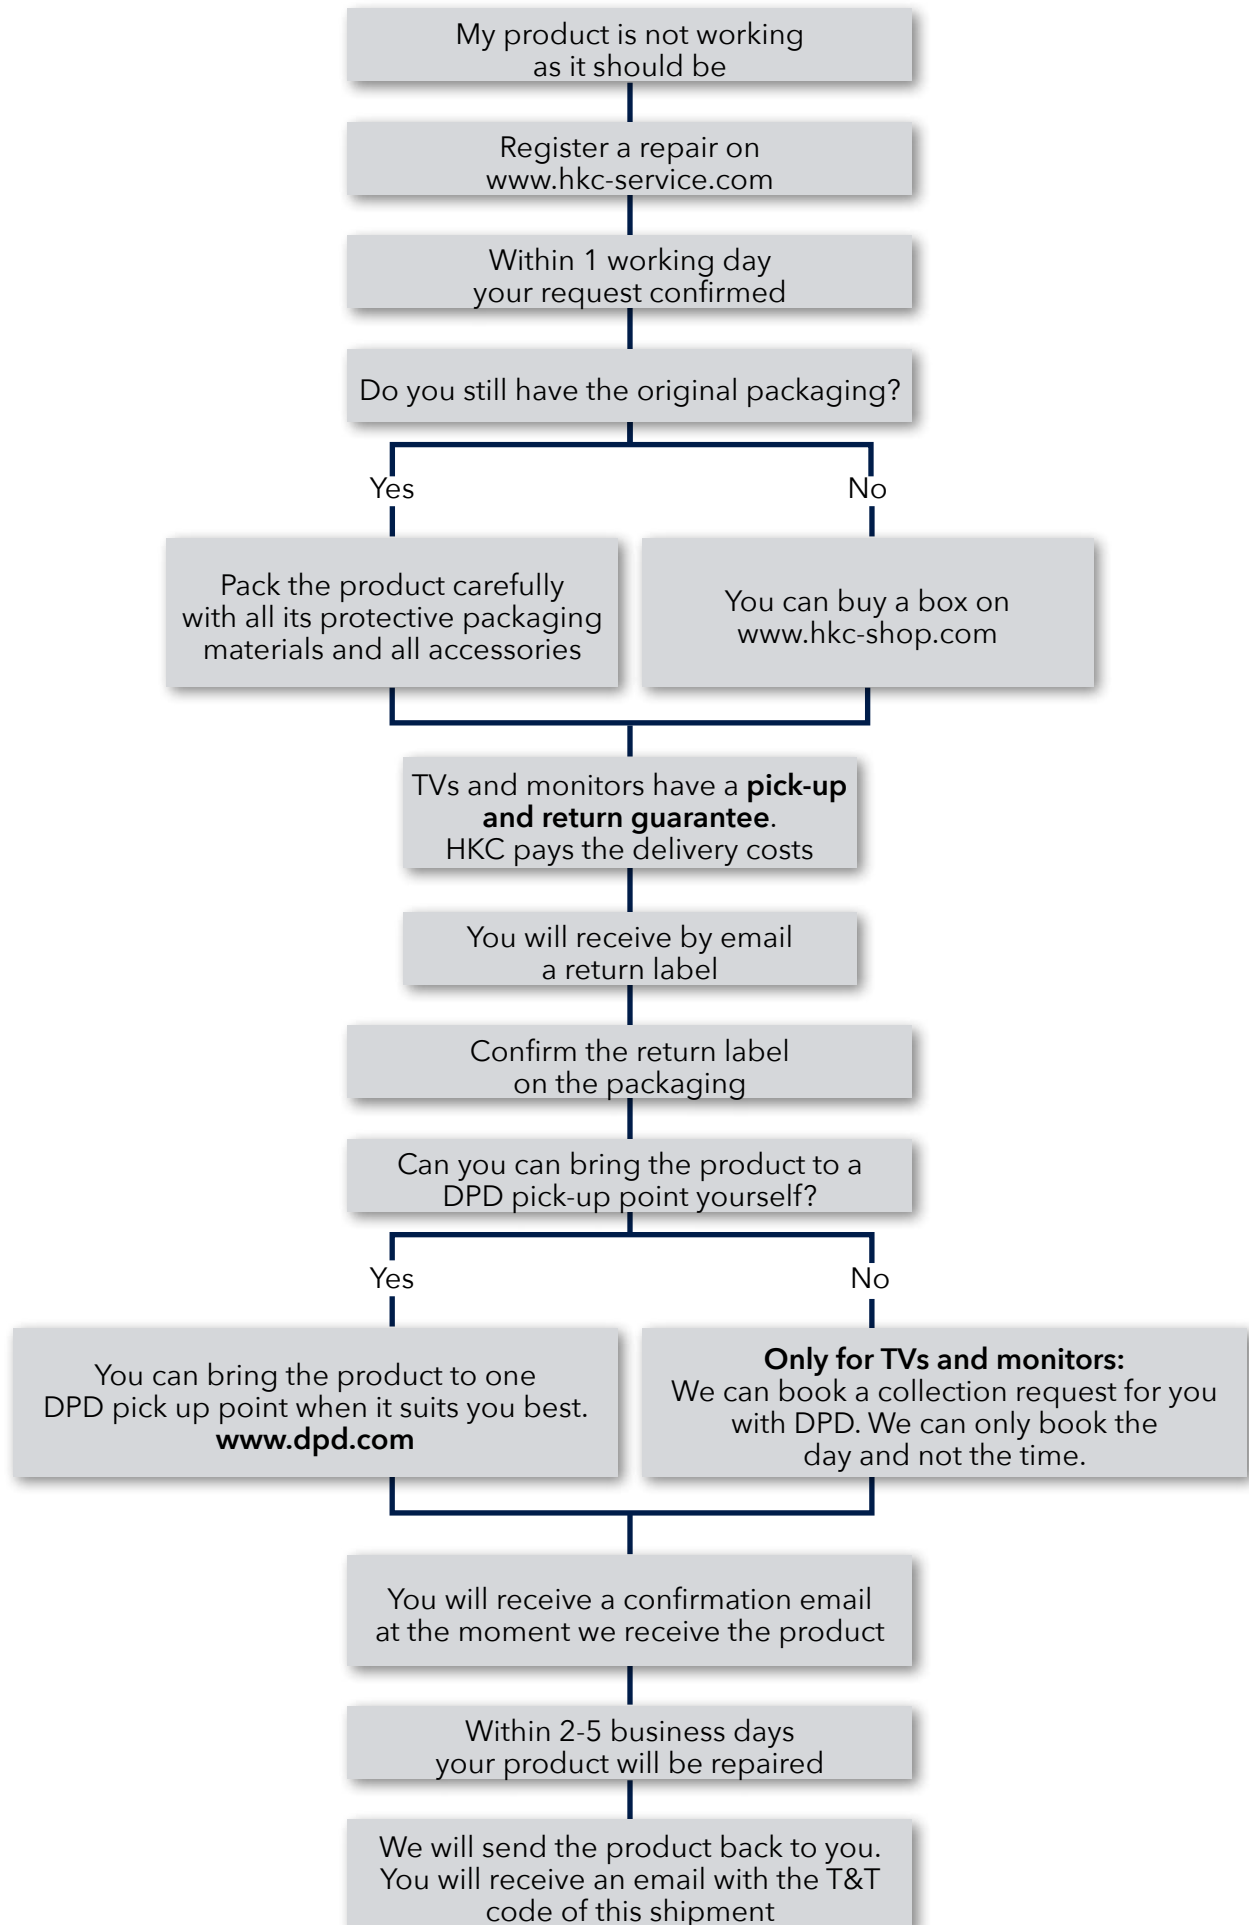 My product is not working
as it should be
Register a repair on
www.hkc-service.com
Within 1 working day
your request confirmed
Do you still have the original packaging?
Yes
No
Pack the product carefully
with all its protective packaging
materials and all accessories
You can buy a box on
www.hkc-shop.com
TVs and monitors have a pick-up
and return guarantee.
HKC pays the delivery costs
You will receive by email
a return label
Confirm the return label
on the packaging
Can you can bring the product to a
DPD pick-up point yourself?
Yes
No
You can bring the product to one
DPD pick up point when it suits you best.
www.dpd.com
Only for TVs and monitors:
We can book a collection request for you
with DPD. We can only book the
day and not the time.
You will receive a confirmation email
at the moment we receive the product
Within 2-5 business days
your product will be repaired
We will send the product back to you.
You will receive an email with the T&T
code of this shipment